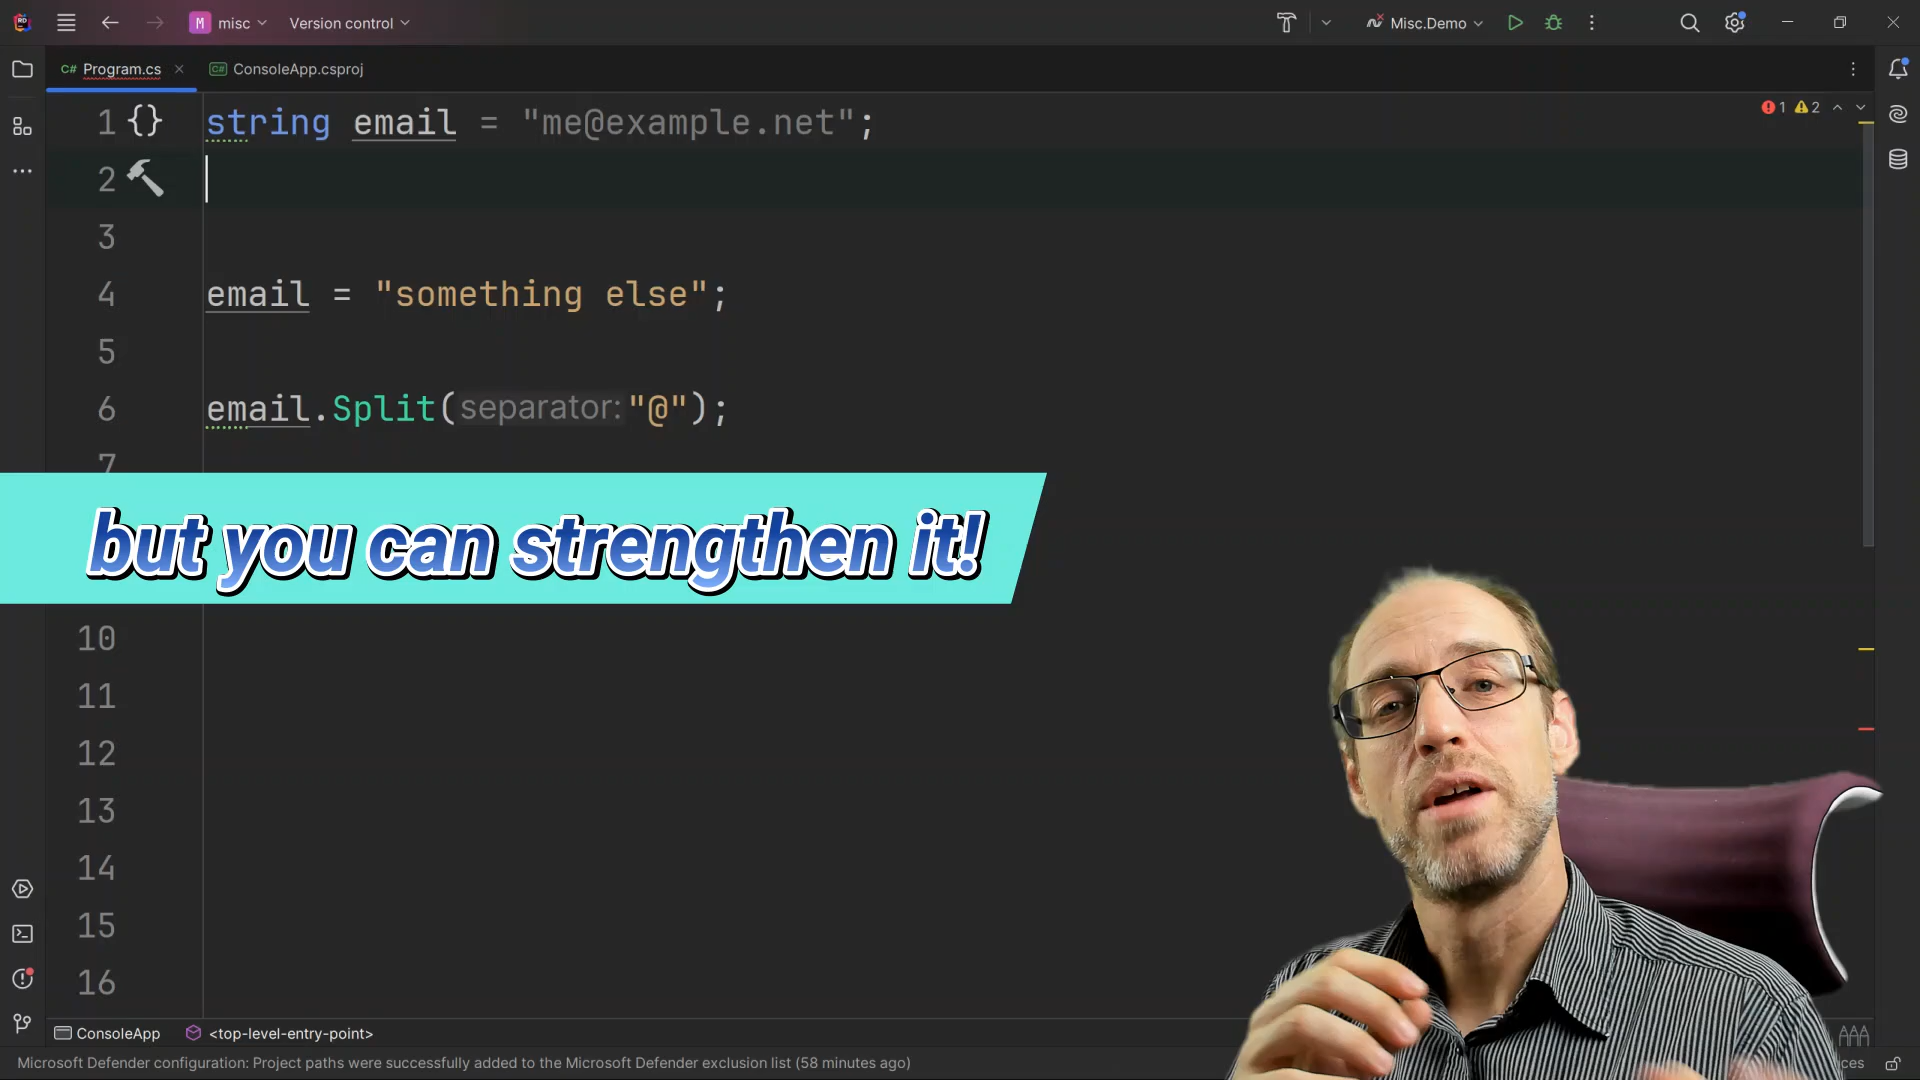 RD M misc Version control Misc.Demo
C# Program.cs C# ConsoleApp.csproj
1 string email = "me@example.net"; 1 2
2
3
4 email = "something else";
5
6 email.Split(separator:"@");
7
but you can strengthen it!
10
11
12
13
14
15
16
ConsoleApp <top-level-entry-point>
Microsoft Defender configuration: Project paths were successfully added to the Microsoft Defender exclusion list (58 minutes ago)